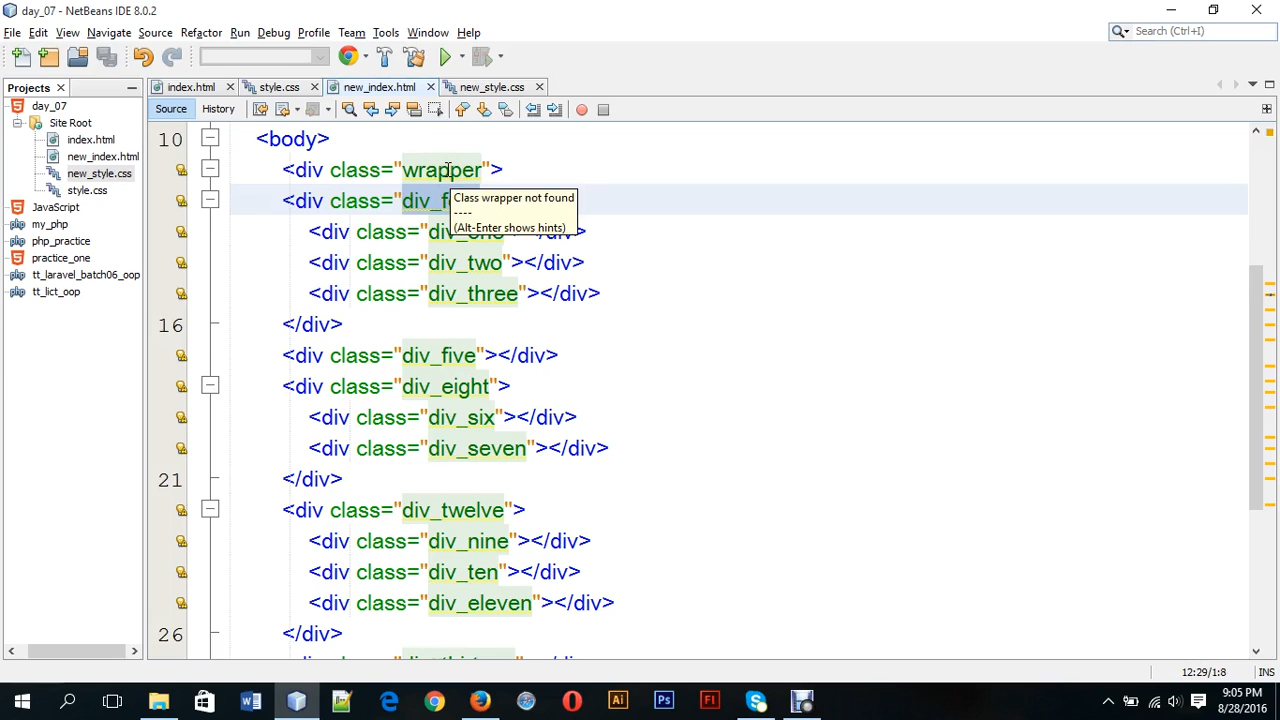 day_07 - NetBeans IDE 8.0.2
File Edit View Navigate Source Refactor Run Debug Profile Team Tools Window Help
Search (Ctrl+I)
Projects
index.html style.css new_index.html new_style.css
Source History
day_07
Site Root
index.html
new_index.html
new_style.css
style.css
JavaScript
my_php
php_practice
practice_one
tt_laravel_batch06_oop
tt_lict_oop
10 <body>
<div class="wrapper">
<div class="div_f
Class wrapper not found
----
(Alt-Enter shows hints)
<div class="div_one"></div>
<div class="div_two"></div>
<div class="div_three"></div>
16 </div>
<div class="div_five"></div>
<div class="div_eight">
<div class="div_six"></div>
<div class="div_seven"></div>
21 </div>
<div class="div_twelve">
<div class="div_nine"></div>
<div class="div_ten"></div>
<div class="div_eleven"></div>
26 </div>
12:29/1:8 INS
9:05 PM
8/28/2016